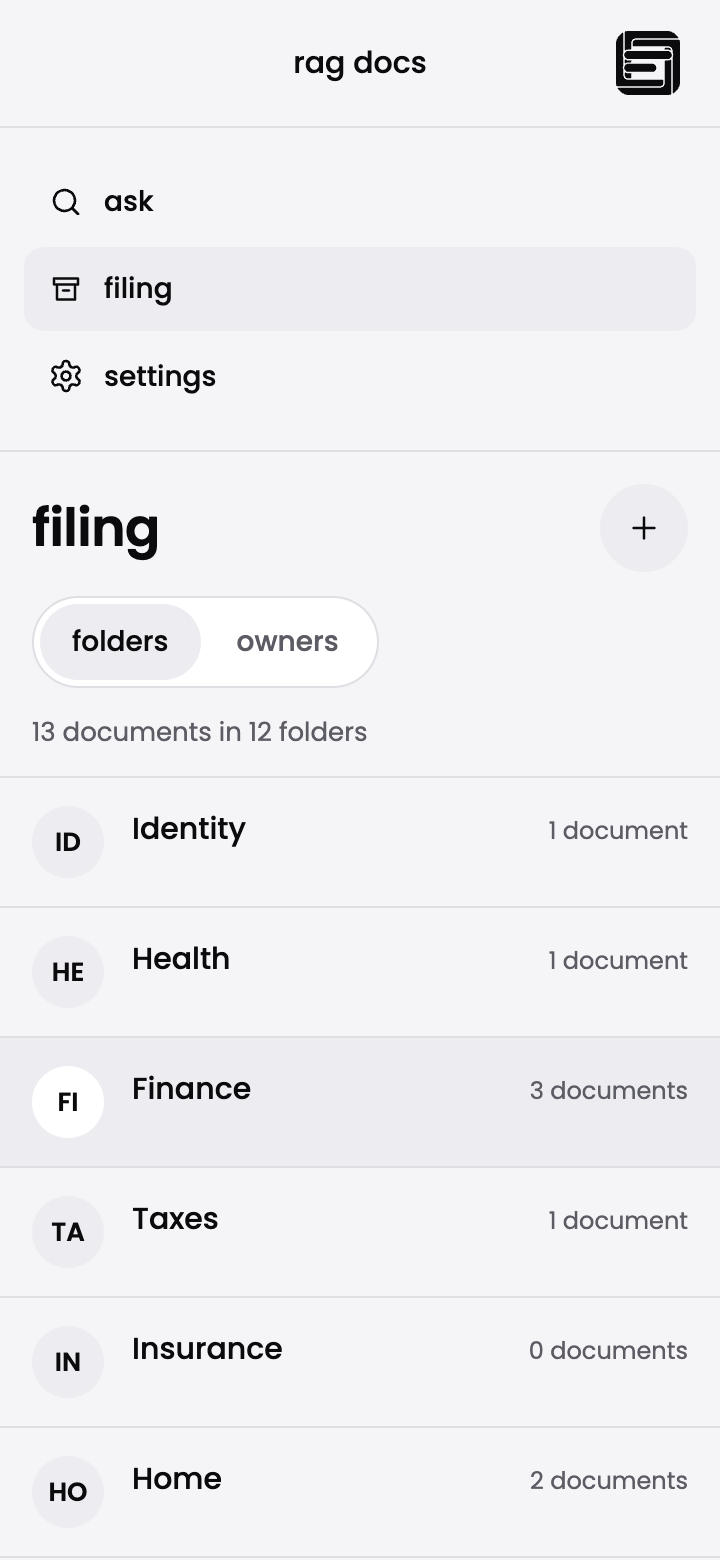 rag docs
ask
filing
settings
filing
folders owners
13 documents in 12 folders
ID Identity 1 document
HE Health 1 document
FI Finance 3 documents
TA Taxes 1 document
IN Insurance 0 documents
HO Home 2 documents